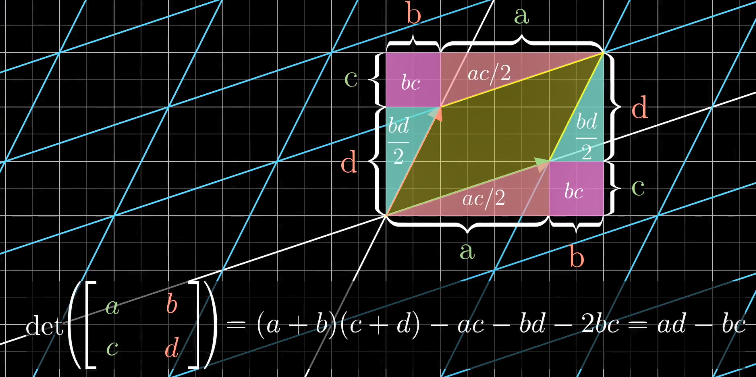 b a
c bc ac/2
d bd/2 bd/2 d
ac/2 bc c
a b
det([a b
c d]) = (a + b)(c + d) − ac − bd − 2bc = ad − bc